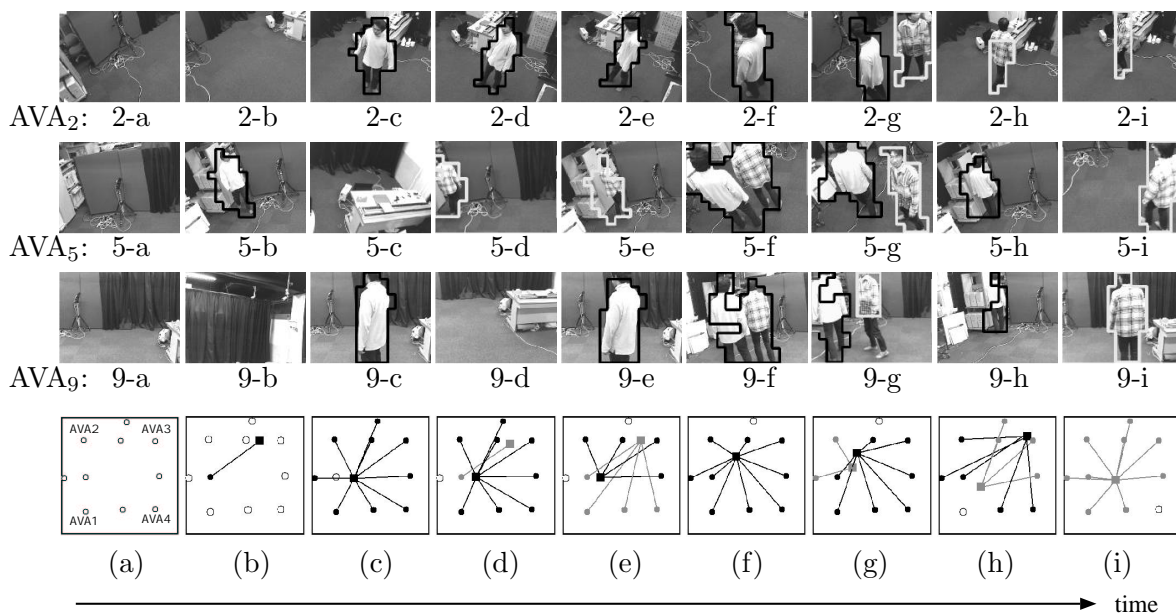 AVA₂: 2-a 2-b 2-c 2-d 2-e 2-f 2-g 2-h 2-i
AVA₅: 5-a 5-b 5-c 5-d 5-e 5-f 5-g 5-h 5-i
AVA₉: 9-a 9-b 9-c 9-d 9-e 9-f 9-g 9-h 9-i
AVA2 AVA3
AVA1 AVA4
(a) (b) (c) (d) (e) (f) (g) (h) (i)
time